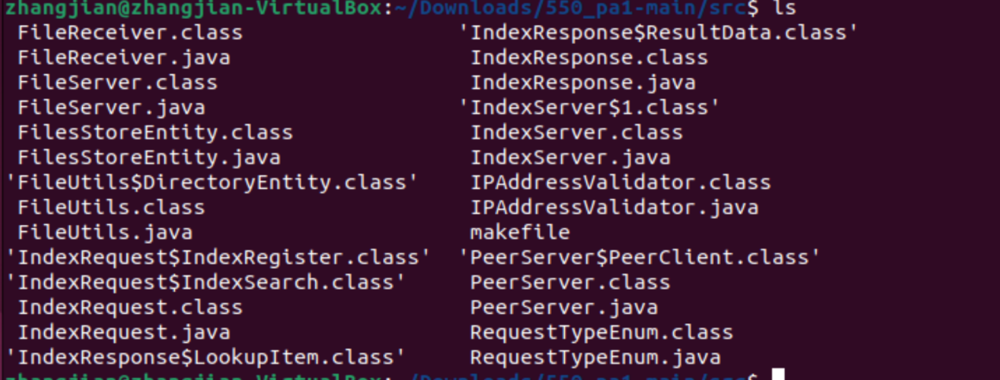 zhangjian@zhangjian-VirtualBox:~/Downloads/550_pa1-main/src$ ls
FileReceiver.class 'IndexResponse$ResultData.class'
FileReceiver.java IndexResponse.class
FileServer.class IndexResponse.java
FileServer.java 'IndexServer$1.class'
FilesStoreEntity.class IndexServer.class
FilesStoreEntity.java IndexServer.java
'FileUtils$DirectoryEntity.class' IPAddressValidator.class
FileUtils.class IPAddressValidator.java
FileUtils.java makefile
'IndexRequest$IndexRegister.class' 'PeerServer$PeerClient.class'
'IndexRequest$IndexSearch.class' PeerServer.class
IndexRequest.class PeerServer.java
IndexRequest.java RequestTypeEnum.class
'IndexResponse$LookupItem.class' RequestTypeEnum.java
zhangjian@zhangjian-VirtualBox:~/Downloads/550_pa1-main/src$